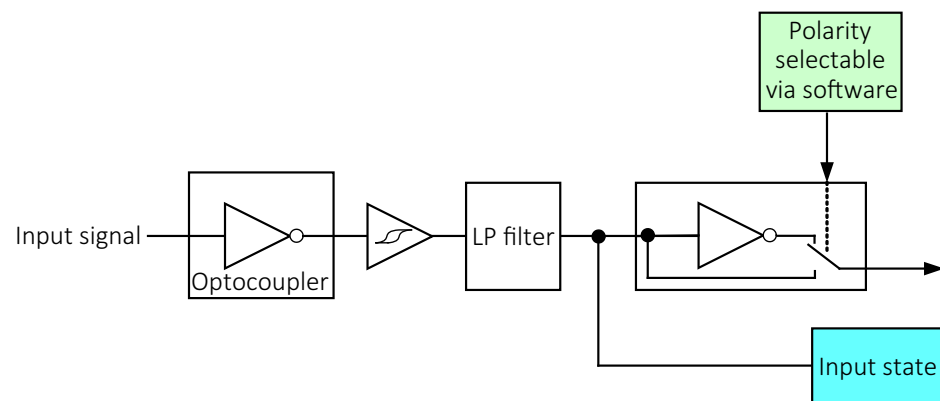 Polarity
selectable
via software
Input signal
Optocoupler
LP filter
Input state